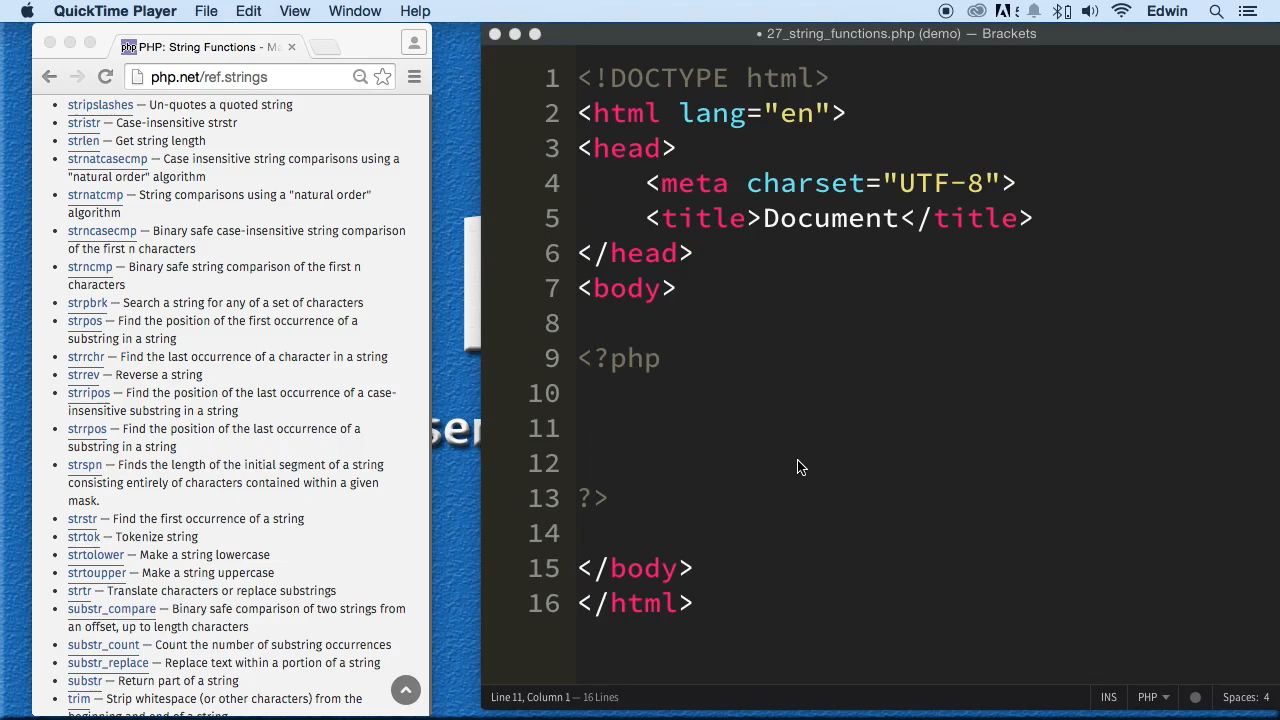 QuickTime Player File Edit View Window Help Edwin
PHP: String Functions - Ma
php.net/ref.strings
stripslashes — Un-quotes a quoted string
stristr — Case-insensitive strstr
strlen — Get string length
strnatcasecmp — Case insensitive string comparisons using a
"natural order" algorithm
strnatcmp — String comparisons using a "natural order"
algorithm
strncasecmp — Binary safe case-insensitive string comparison
of the first n characters
strncmp — Binary safe string comparison of the first n
characters
strpbrk — Search a string for any of a set of characters
strpos — Find the position of the first occurrence of a
substring in a string
strrchr — Find the last occurrence of a character in a string
strrev — Reverse a string
strripos — Find the position of the last occurrence of a case-
insensitive substring in a string
strrpos — Find the position of the last occurrence of a
substring in a string
strspn — Finds the length of the initial segment of a string
consisting entirely of characters contained within a given
mask.
strstr — Find the first occurrence of a string
strtok — Tokenize string
strtolower — Make a string lowercase
strtoupper — Make a string uppercase
strtr — Translate characters or replace substrings
substr_compare — Binary safe comparison of two strings from
an offset, up to length characters
substr_count — Count the number of substring occurrences
substr_replace — Replace text within a portion of a string
substr — Return part of a string
trim — Strip whitespace (or other characters) from the
ser
• 27_string_functions.php (demo) — Brackets
1 <!DOCTYPE html>
2 <html lang="en">
3 <head>
4 <meta charset="UTF-8">
5 <title>Document</title>
6 </head>
7 <body>
8
9 <?php
10
11
12
13 ?>
14
15 </body>
16 </html>
Line 11, Column 1 — 16 Lines INS PHP Spaces: 4